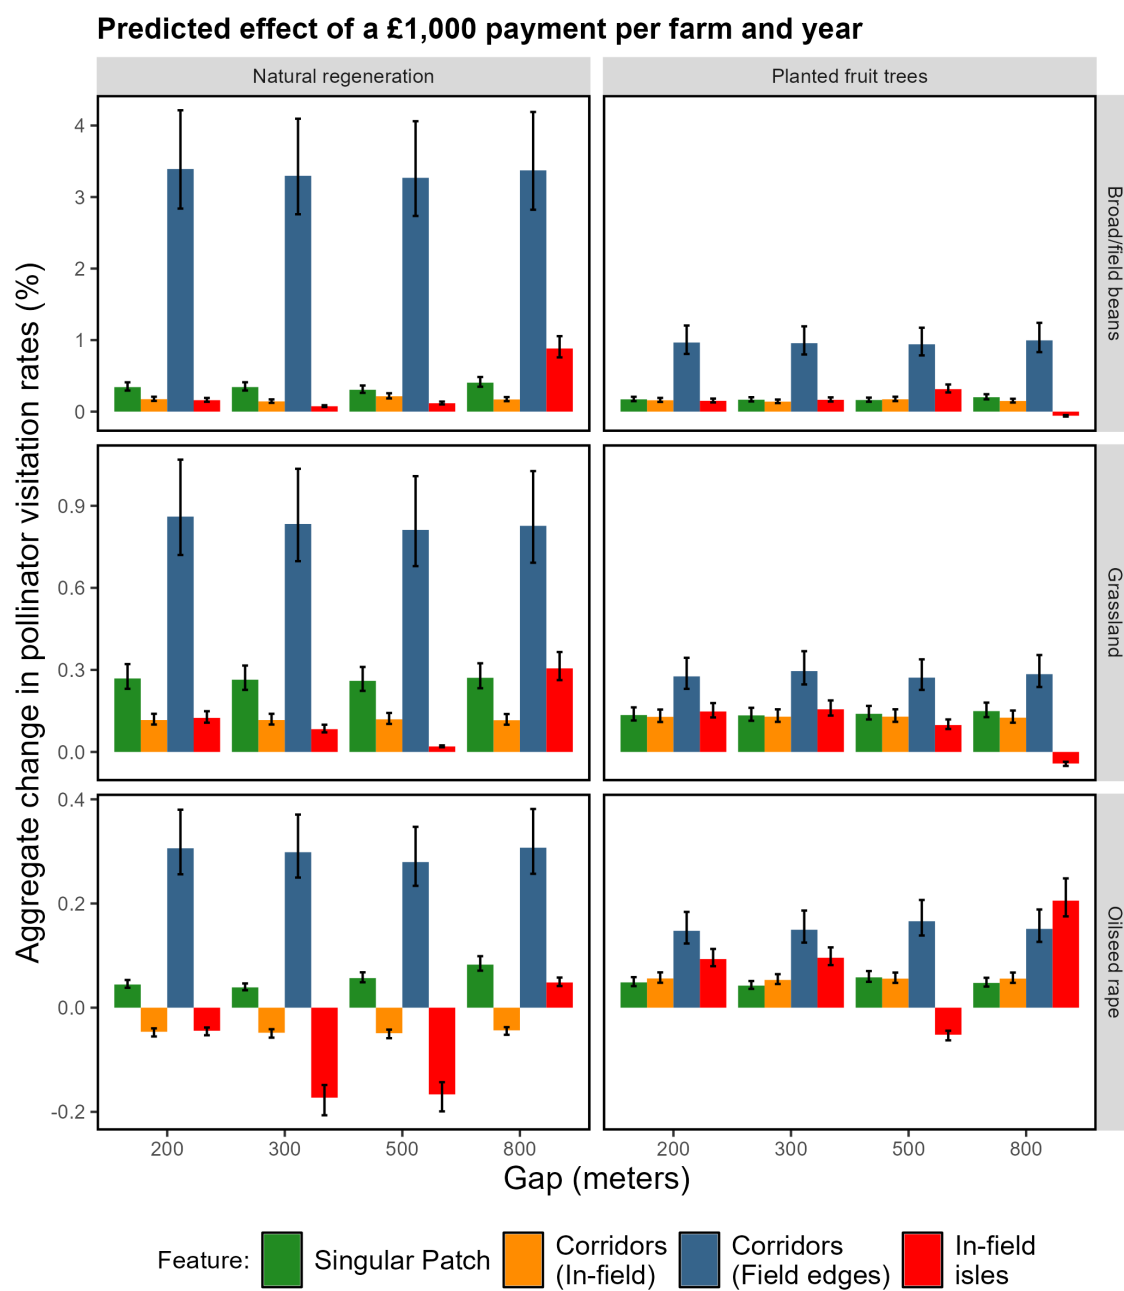 Predicted effect of a £1,000 payment per farm and year
Natural regeneration
Planted fruit trees
Aggregate change in pollinator visitation rates (%)
4
3
2
1
0
Broad/field beans
0.9
0.6
0.3
0.0
Grassland
0.4
0.2
0.0
-0.2
Oilseed rape
200
300
500
800
200
300
500
800
Gap (meters)
Feature:
Singular Patch
Corridors
(In-field)
Corridors
(Field edges)
In-field
isles